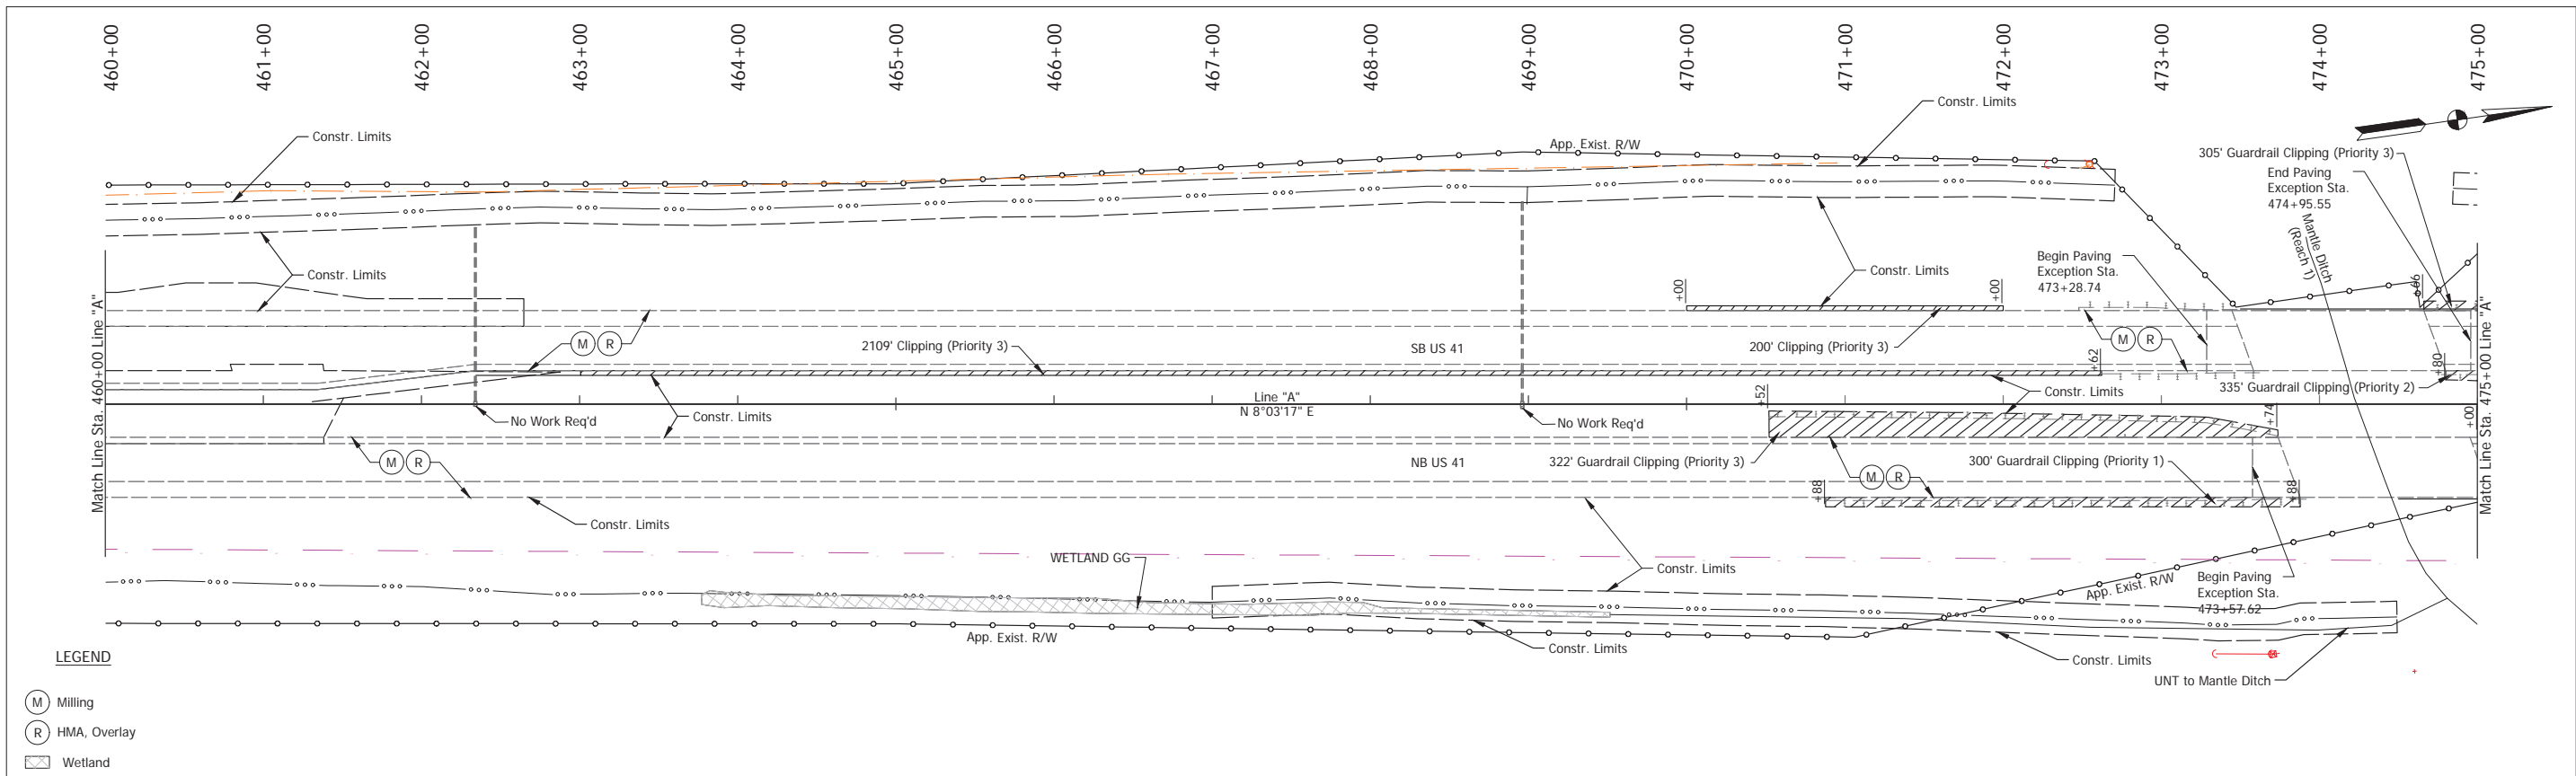 460+00
461+00
462+00
463+00
464+00
465+00
466+00
467+00
468+00
469+00
470+00
471+00
472+00
473+00
474+00
475+00
Constr. Limits
Constr. Limits
App. Exist. R/W
305' Guardrail Clipping (Priority 3)
End Paving
Exception Sta.
474+95.55
Mantle Ditch
(Reach 1)
Constr. Limits
Constr. Limits
Begin Paving
Exception Sta.
473+28.74
+00
+00
+66
M R
2109' Clipping (Priority 3)
SB US 41
200' Clipping (Priority 3)
M R
+62
+80
335' Guardrail Clipping (Priority 2)
Match Line Sta. 460+00 Line "A"
Match Line Sta. 475+00 Line "A"
Constr. Limits
+52
Line "A"
N 8°03'17" E
No Work Req'd
Constr. Limits
No Work Req'd
+74
+00
M R
NB US 41
322' Guardrail Clipping (Priority 3)
300' Guardrail Clipping (Priority 1)
M R
+88
+88
Constr. Limits
WETLAND GG
Constr. Limits
App. Exist. R/W
Begin Paving
Exception Sta.
473+57.62
App. Exist. R/W
Constr. Limits
Constr. Limits
UNT to Mantle Ditch
LEGEND
M Milling
R HMA, Overlay
Wetland